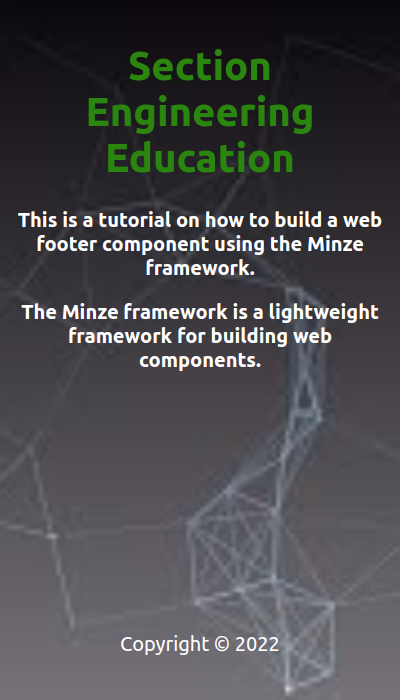 Section
Engineering
Education
This is a tutorial on how to build a web
footer component using the Minze
framework.
The Minze framework is a lightweight
framework for building web
components.
Copyright © 2022